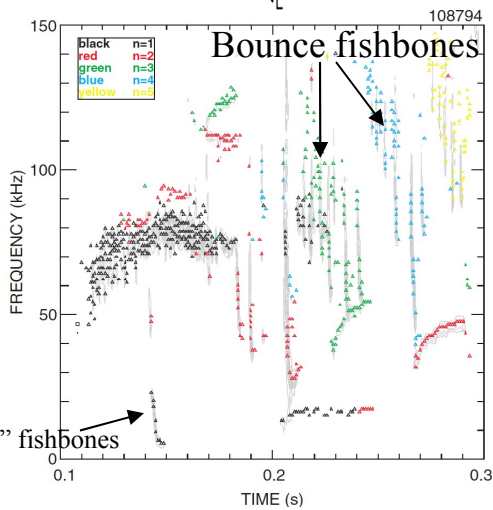 108794
150
black n=1
red n=2
green n=3
blue n=4
yellow n=5
Bounce fishbones
100
FREQUENCY (kHz)
50
” fishbones
0
0.1 0.2 0.3
TIME (s)